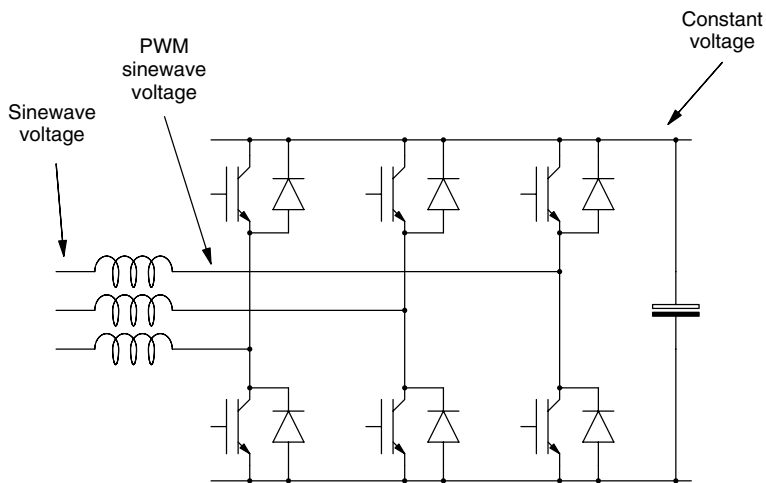 Constant
voltage
PWM
sinewave
voltage
Sinewave
voltage